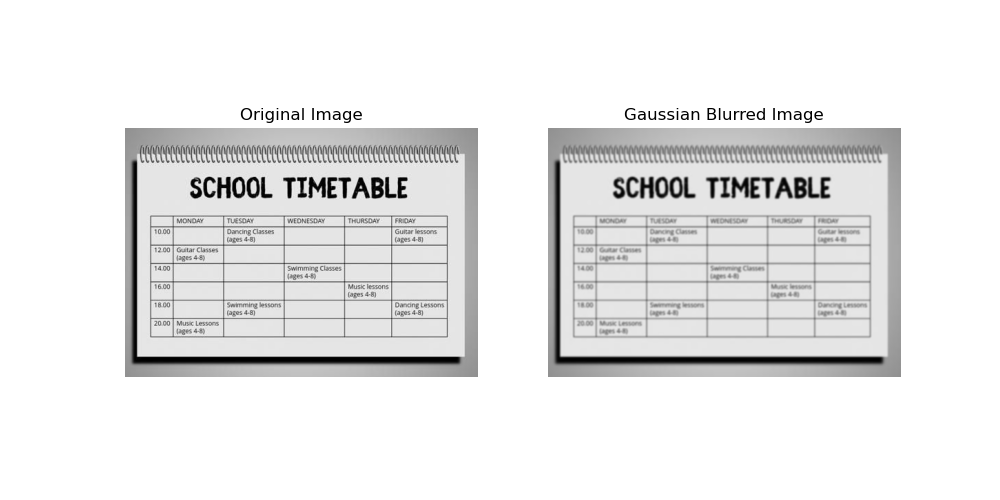 Original Image
SCHOOL TIMETABLE
MONDAY TUESDAY WEDNESDAY THURSDAY FRIDAY
10.00 Dancing Classes Guitar lessons
(ages 4-8) (ages 4-8)
12.00 Guitar Classes
(ages 4-8)
14.00 Swimming Classes
(ages 4-8)
16.00 Music lessons
(ages 4-8)
18.00 Swimming lessons Dancing Lessons
(ages 4-8) (ages 4-8)
20.00 Music Lessons
(ages 4-8)
Gaussian Blurred Image
SCHOOL TIMETABLE
MONDAY TUESDAY WEDNESDAY THURSDAY FRIDAY
10.00 Dancing Classes Guitar lessons
(ages 4-8) (ages 4-8)
12.00 Guitar Classes
(ages 4-8)
14.00 Swimming Classes
(ages 4-8)
16.00 Music lessons
(ages 4-8)
18.00 Swimming lessons Dancing Lessons
(ages 4-8) (ages 4-8)
20.00 Music Lessons
(ages 4-8)